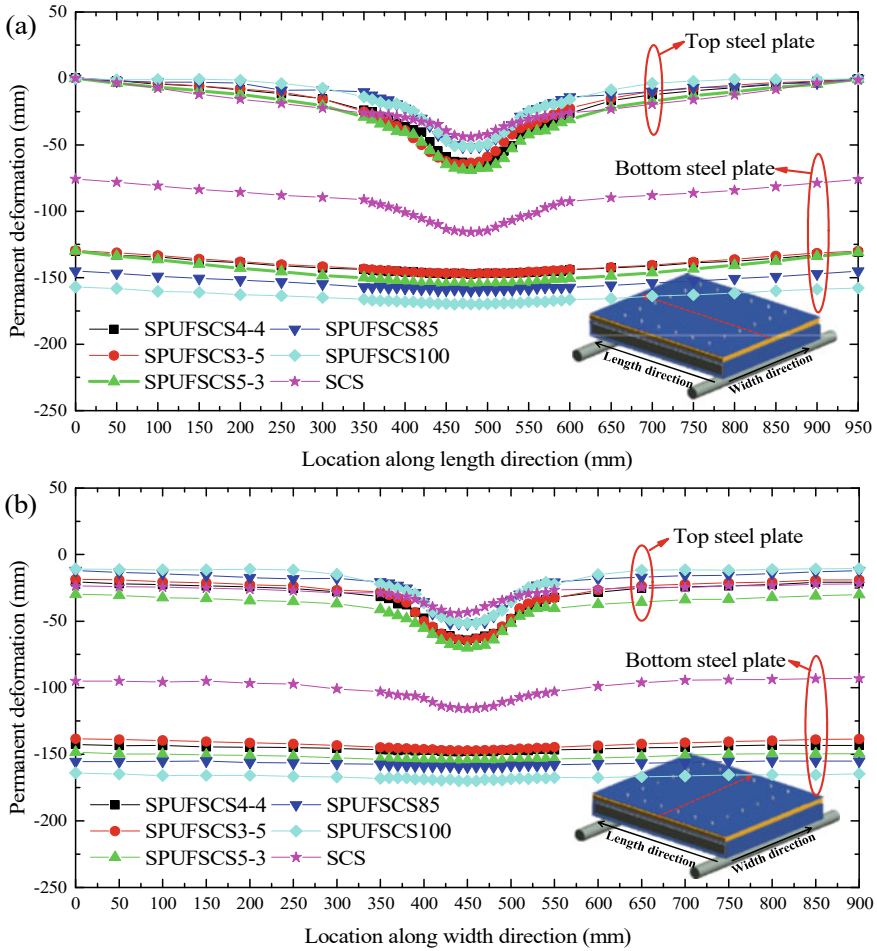 (a)
50
0
-50
-100
-150
-200
-250
Permanent deformation (mm)
Top steel plate
Bottom steel plate
SPUFSCS4-4
SPUFSCS85
SPUFSCS3-5
SPUFSCS100
SPUFSCS5-3
SCS
Length direction
Width direction
0 50 100 150 200 250 300 350 400 450 500 550 600 650 700 750 800 850 900 950
Location along length direction (mm)
(b)
50
0
-50
-100
-150
-200
-250
Permanent deformation (mm)
Top steel plate
Bottom steel plate
SPUFSCS4-4
SPUFSCS85
SPUFSCS3-5
SPUFSCS100
SPUFSCS5-3
SCS
Length direction
Width direction
0 50 100 150 200 250 300 350 400 450 500 550 600 650 700 750 800 850 900
Location along width direction (mm)